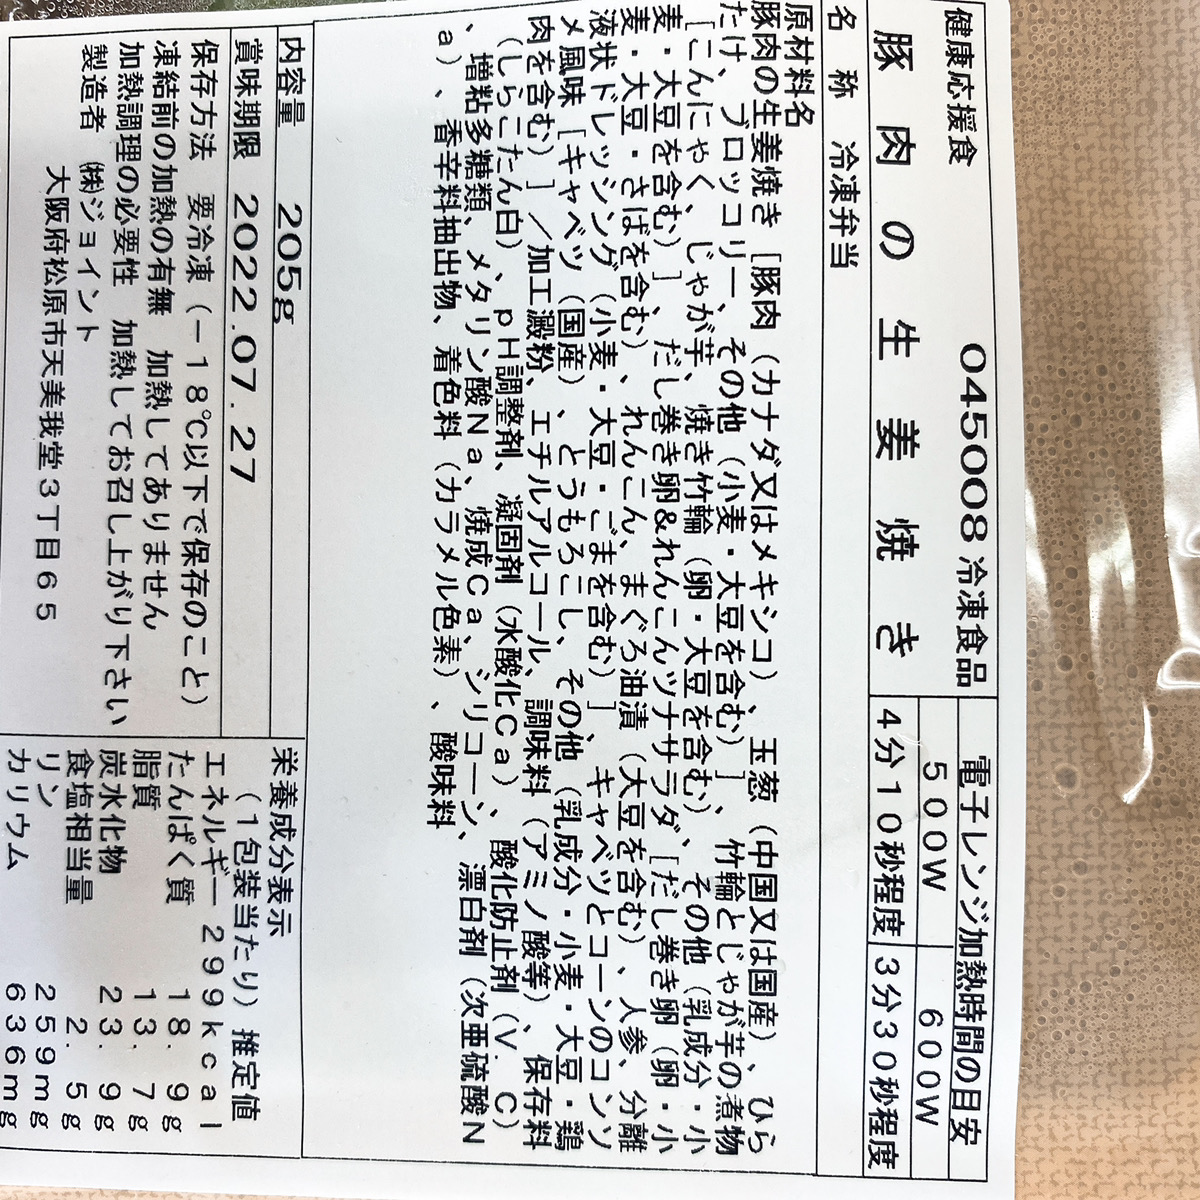 健康応援食 045008 冷凍食品
豚肉の生姜焼き
電子レンジ加熱時間の目安
500W 600W
4分10秒程度 3分30秒程度
名 称 冷凍弁当
原材料名
豚肉の生姜焼き［豚肉（カナダ又はメキシコ）、玉葱（中国又は国産）、ひら
たけ、ブロッコリー、その他（小麦・大豆を含む）］、竹輪とじゃが芋の煮物
［こんにゃく、じゃが芋、焼き竹輪（卵・大豆を含む）、その他（乳成分・小
麦・大豆を含む）］、だし巻き卵&れんこんツナサラダ［だし巻き卵（卵・小
麦・大豆・さばを含む）、れんこん、まぐろ油漬（大豆を含む）、人参、分離
液状ドレッシング（小麦・大豆・ごまを含む）］、キャベツとコーンのコンソ
メ風味［キャベツ（国産）、とうもろこし、その他（乳成分・小麦・大豆・鶏
肉を含む）］／加工澱粉、エチルアルコール、調味料（アミノ酸等）、保存料
（しらこたん白）、pH調整剤、凝固剤（水酸化Ca）、酸化防止剤（V．C）
、増粘多糖類、メタリン酸Na、焼成Ca、シリコーン、漂白剤（次亜硫酸N
a）、香辛料抽出物、着色料（カラメル色素）、酸味料
内容量 205g
賞味期限 2022.07.27
保存方法 要冷凍（－18℃以下で保存のこと）
凍結前の加熱の有無 加熱してありません
加熱調理の必要性 加熱してお召し上がり下さい
製造者 ㈱ジョイント
大阪府松原市天美我堂3丁目65
栄養成分表示
（1包装当たり）推定値
エネルギー 299kcal
たんぱく質 18.9g
脂質 13.7g
炭水化物 23.9g
食塩相当量 2.5g
リン 259mg
カリウム 636mg